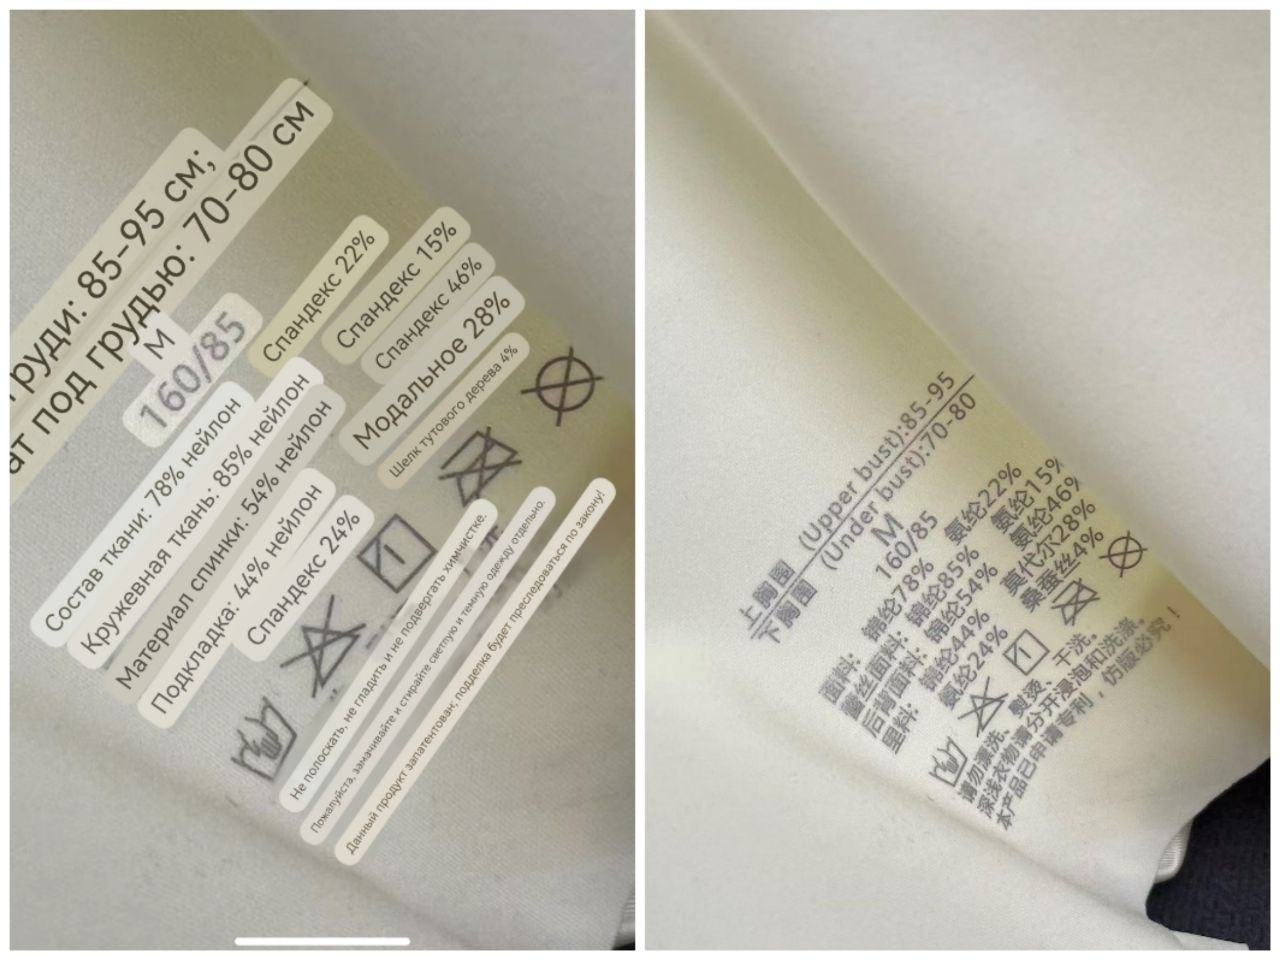 груди: 85-95 см;
ат под грудью: 70-80 см
М
160/85
Состав ткани: 78% нейлон
Спандекс 22%
Кружевная ткань: 85% нейлон
Спандекс 15%
Материал спинки: 54% нейлон
Спандекс 46%
Подкладка: 44% нейлон
Модальное 28%
Спандекс 24%
Шелк тутового дерева 4%
Не полоскать, не гладить и не подвергать химчистке.
Пожалуйста, замачивайте и стирайте светлую и темную одежду отдельно.
Данный продукт запатентован; подделка будет преследоваться по закону!
上胸围 (Upper bust):85-95
下胸围 (Under bust):70-80
M
160/85
面料: 锦纶78% 氨纶22%
蕾丝面料: 锦纶85% 氨纶15%
后背面料: 锦纶54% 氨纶46%
里料: 锦纶44% 莫代尔28%
氨纶24% 桑蚕丝4%
请勿漂洗、熨烫、干洗。
深浅衣物请分开浸泡和洗涤。
本产品已申请专利，仿版必究！